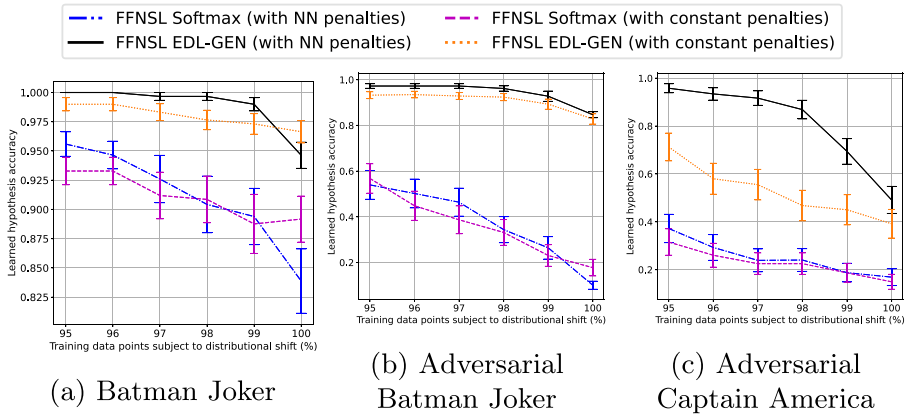 FFNSL Softmax (with NN penalties)
FFNSL EDL-GEN (with NN penalties)
FFNSL Softmax (with constant penalties)
FFNSL EDL-GEN (with constant penalties)
Learned hypothesis accuracy
1.000
0.975
0.950
0.925
0.900
0.875
0.850
0.825
95 96 97 98 99 100
Training data points subject to distributional shift (%)
(a) Batman Joker
Learned hypothesis accuracy
1.0
0.8
0.6
0.4
0.2
95 96 97 98 99 100
Training data points subject to distributional shift (%)
(b) Adversarial
Batman Joker
Learned hypothesis accuracy
1.0
0.8
0.6
0.4
0.2
95 96 97 98 99 100
Training data points subject to distributional shift (%)
(c) Adversarial
Captain America